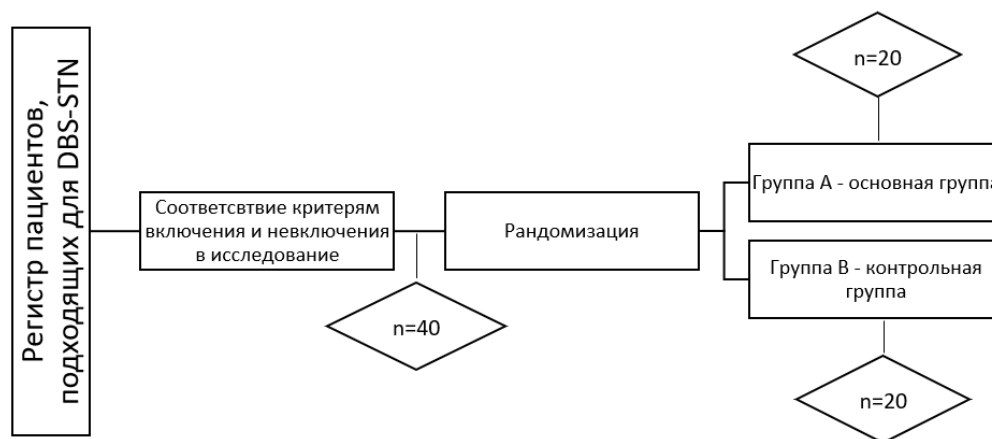 Регистр пациентов,
подходящих для DBS-STN
Соответсвтвие критерям
включения и невключения
в исследование
n=40
Рандомизация
n=20
Группа А - основная группа
Группа В - контрольная
группа
n=20